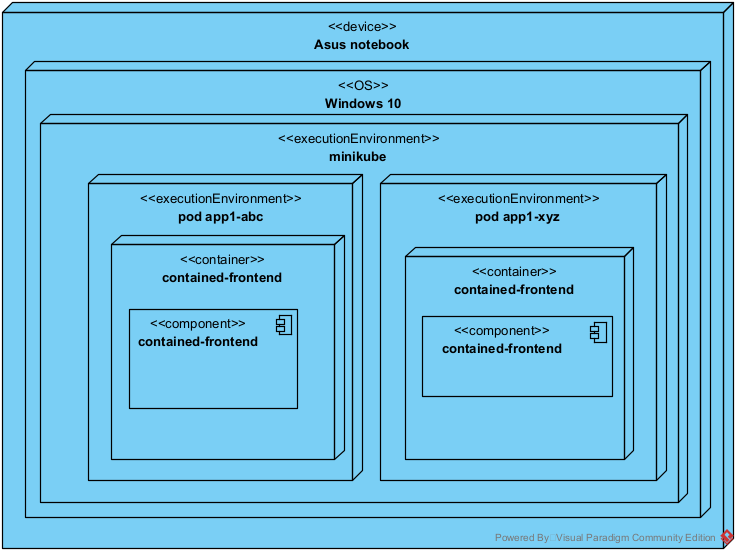 <<device>>
Asus notebook
<<OS>>
Windows 10
<<executionEnvironment>>
minikube
<<executionEnvironment>>
pod app1-abc
<<container>>
contained-frontend
<<component>>
contained-frontend
<<executionEnvironment>>
pod app1-xyz
<<container>>
contained-frontend
<<component>>
contained-frontend
Powered By: Visual Paradigm Community Edition